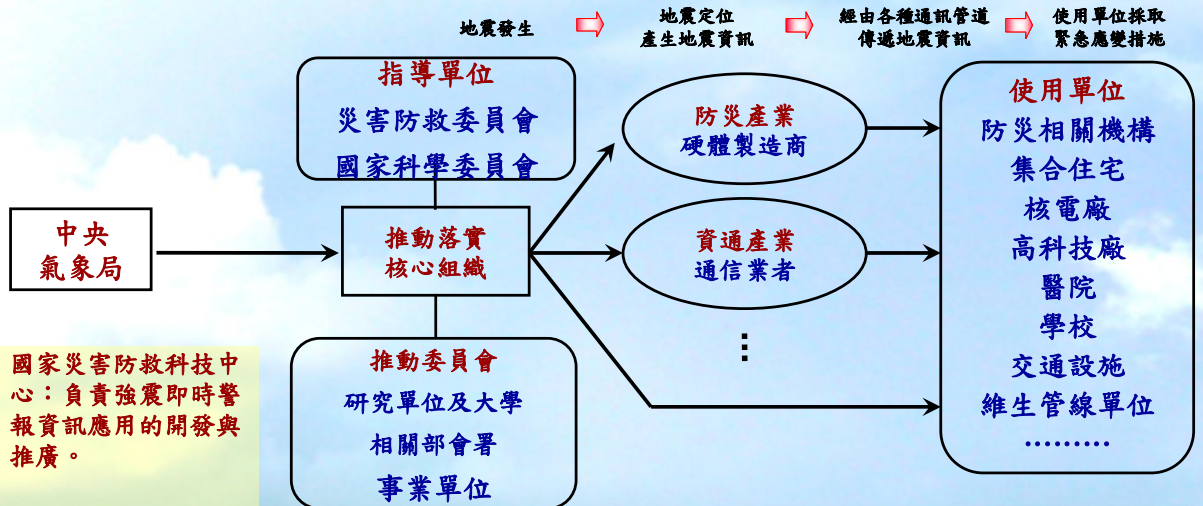 地震發生
地震定位
產生地震資訊
經由各種通訊管道
傳遞地震資訊
使用單位採取
緊急應變措施
指導單位
災害防救委員會
國家科學委員會
中央
氣象局
推動落實
核心組織
推動委員會
研究單位及大學
相關部會署
事業單位
國家災害防救科技中
心：負責強震即時警
報資訊應用的開發與
推廣。
防災產業
硬體製造商
資通產業
通信業者
⋮
使用單位
防災相關機構
集合住宅
核電廠
高科技廠
醫院
學校
交通設施
維生管線單位
………